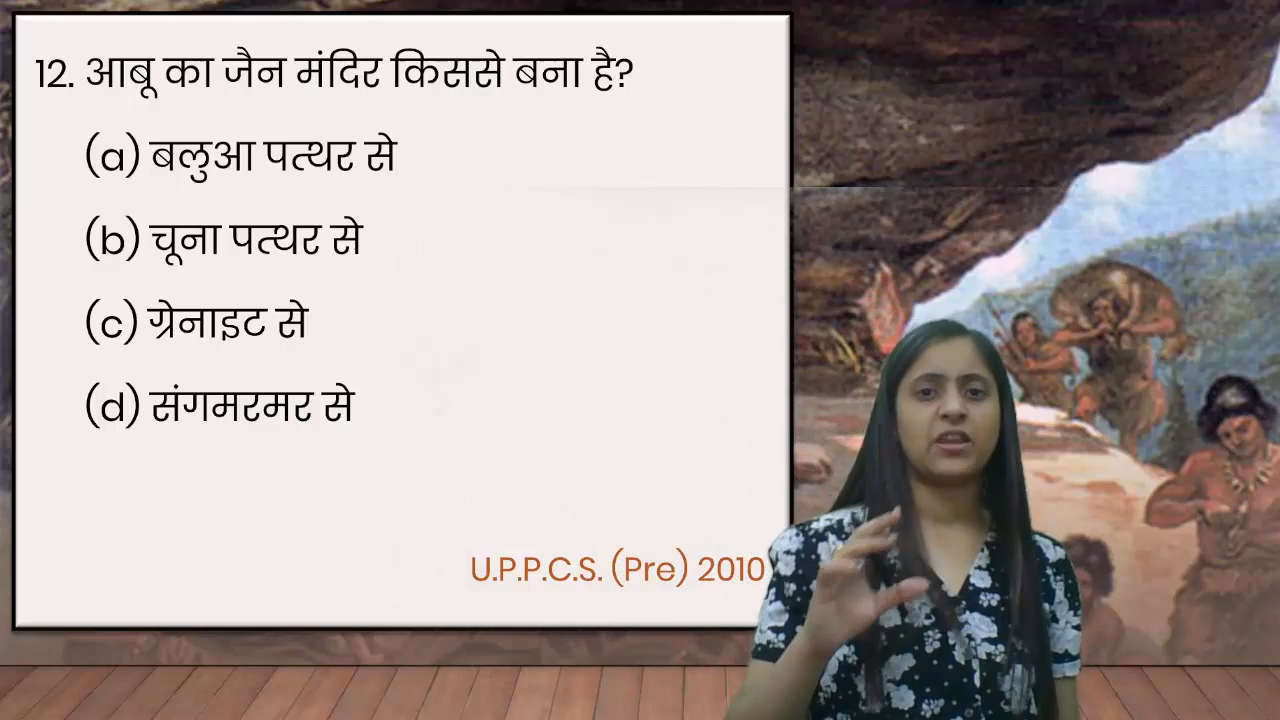 12. आबू का जैन मंदिर किससे बना है?
(a) बलुआ पत्थर से
(b) चूना पत्थर से
(c) ग्रेनाइट से
(d) संगमरमर से
U.P.P.C.S. (Pre) 2010